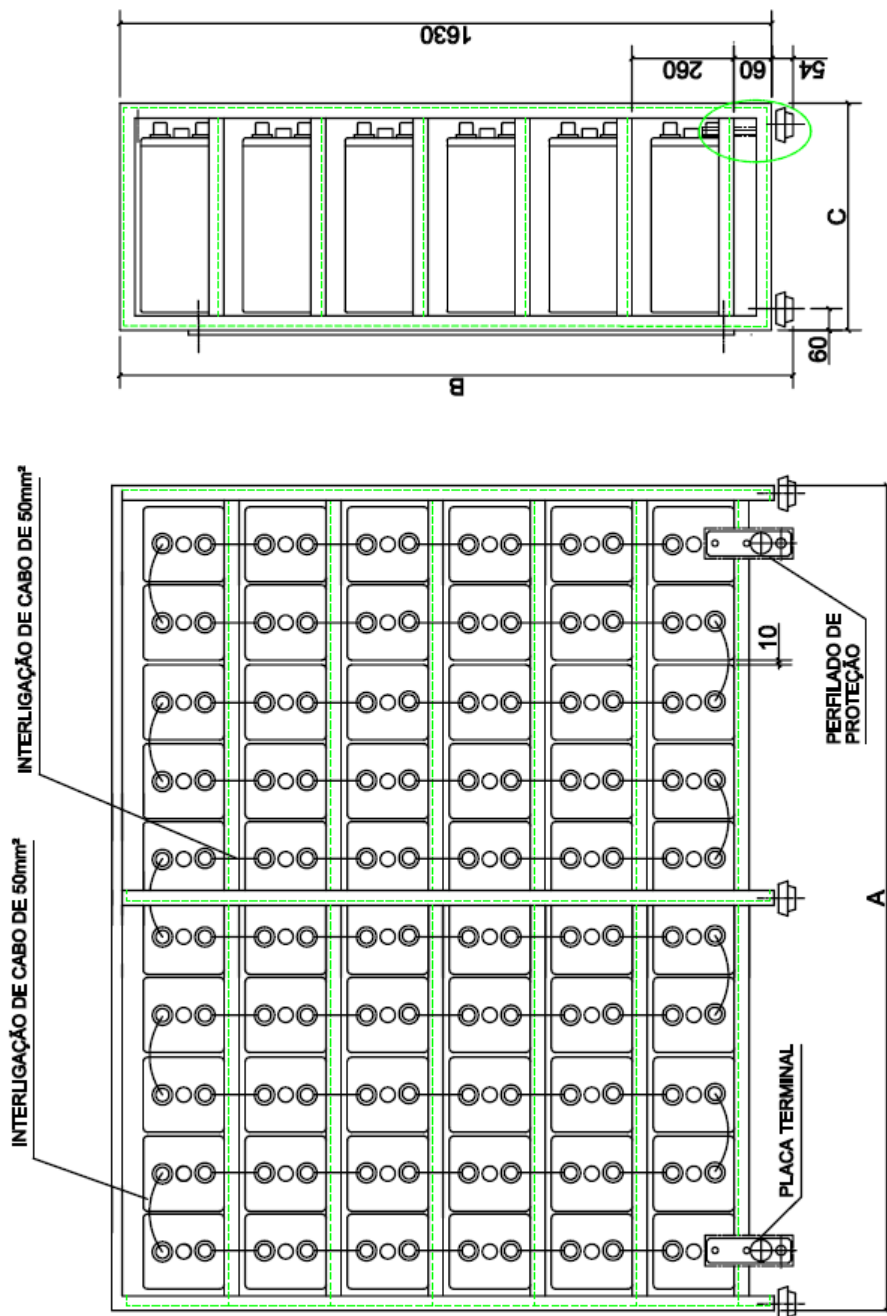 1630
260
60
54
C
60
B
INTERLIGAÇÃO DE CABO DE 50mm²
INTERLIGAÇÃO DE CABO DE 50mm²
10
PERFILADO DE
PROTEÇÃO
A
PLACA TERMINAL